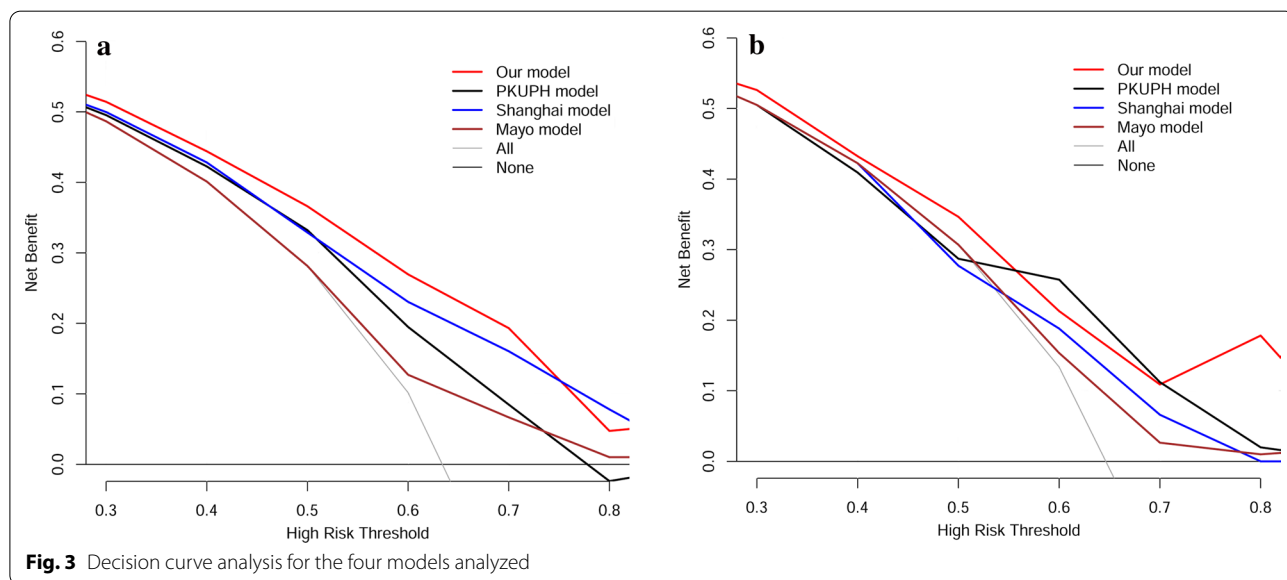 a
0.6
0.5
0.4
0.3
0.2
0.1
0.0
Net Benefit
Our model
PKUPH model
Shanghai model
Mayo model
All
None
0.3 0.4 0.5 0.6 0.7 0.8
High Risk Threshold
b
0.6
0.5
0.4
0.3
0.2
0.1
0.0
Net Benefit
Our model
PKUPH model
Shanghai model
Mayo model
All
None
0.3 0.4 0.5 0.6 0.7 0.8
High Risk Threshold
Fig. 3 Decision curve analysis for the four models analyzed